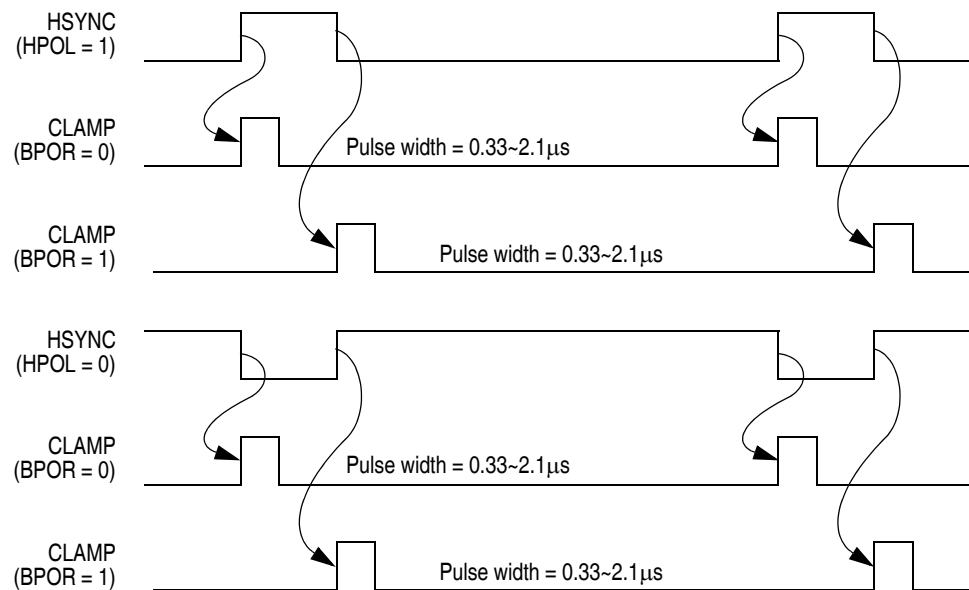 HSYNC
(HPOL = 1)
CLAMP
(BPOR = 0)
Pulse width = 0.33~2.1μs
CLAMP
(BPOR = 1)
Pulse width = 0.33~2.1μs
HSYNC
(HPOL = 0)
CLAMP
(BPOR = 0)
Pulse width = 0.33~2.1μs
CLAMP
(BPOR = 1)
Pulse width = 0.33~2.1μs